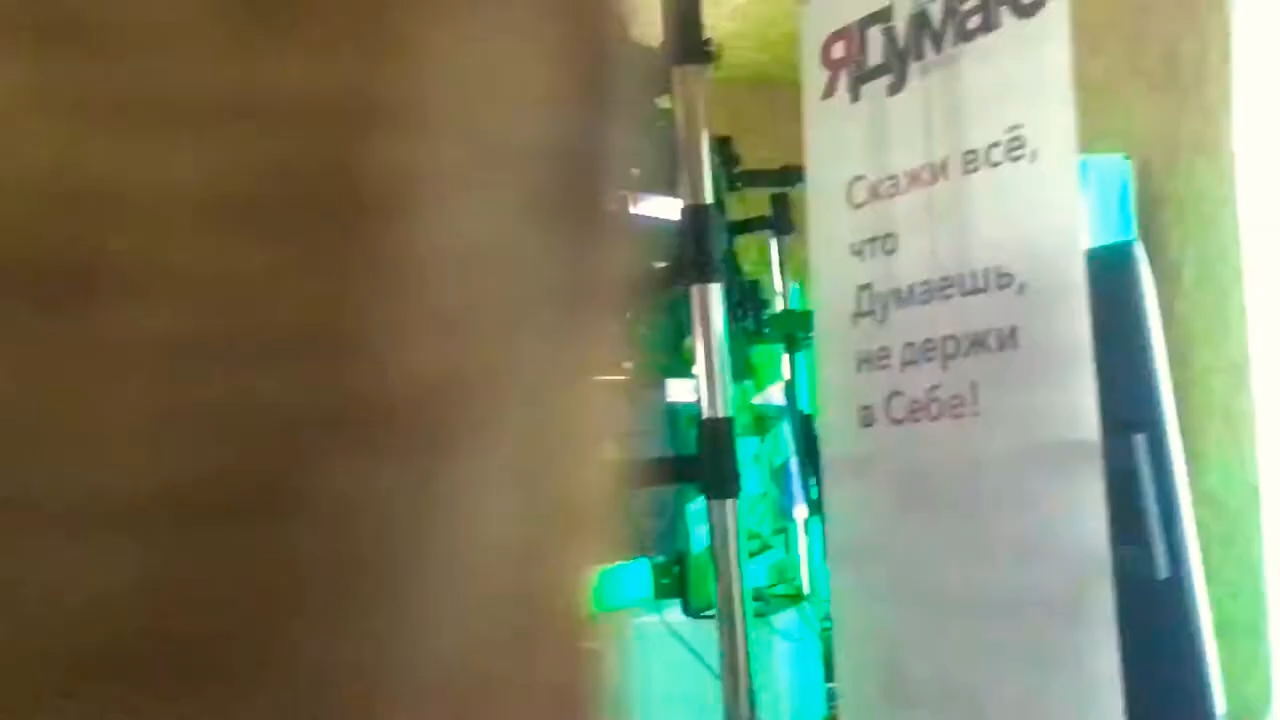 ЯДумаю
Скажи всё,
что
Думаешь,
не держи
в Себе!